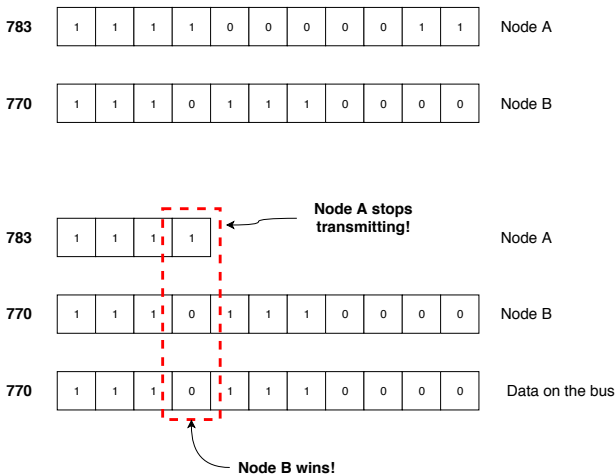 783 1 1 1 1 0 0 0 0 0 1 1 Node A
770 1 1 1 0 1 1 1 0 0 0 0 Node B
Node A stops
transmitting!
783 1 1 1 1 Node A
770 1 1 1 0 1 1 1 0 0 0 0 Node B
770 1 1 1 0 1 1 1 0 0 0 0 Data on the bus
Node B wins!